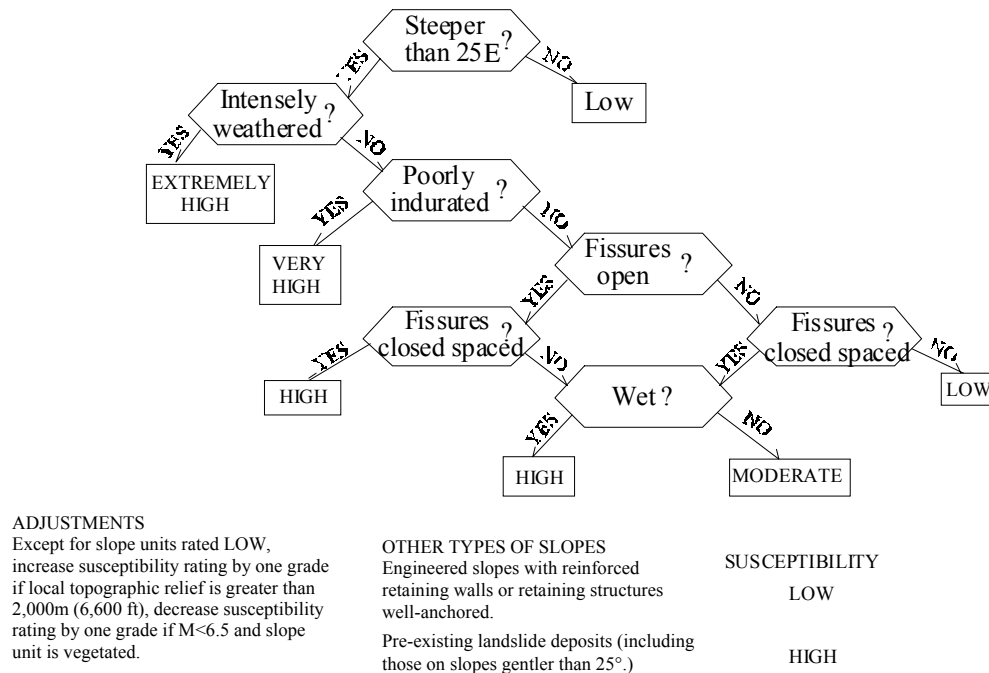 Steeper
than 25E ?
YES
NO
Low
Intensely
weathered ?
YES
NO
EXTREMELY
HIGH
Poorly
indurated ?
YES
NO
VERY
HIGH
Fissures
open ?
YES
NO
Fissures
closed spaced ?
YES
NO
HIGH
Fissures
closed spaced ?
YES
NO
LOW
Wet ?
YES
NO
HIGH
MODERATE
ADJUSTMENTS
Except for slope units rated LOW,
increase susceptibility rating by one grade
if local topographic relief is greater than
2,000m (6,600 ft), decrease susceptibility
rating by one grade if M<6.5 and slope
unit is vegetated.
OTHER TYPES OF SLOPES
Engineered slopes with reinforced
retaining walls or retaining structures
well-anchored.
Pre-existing landslide deposits (including
those on slopes gentler than 25°.)
SUSCEPTIBILITY
LOW
HIGH